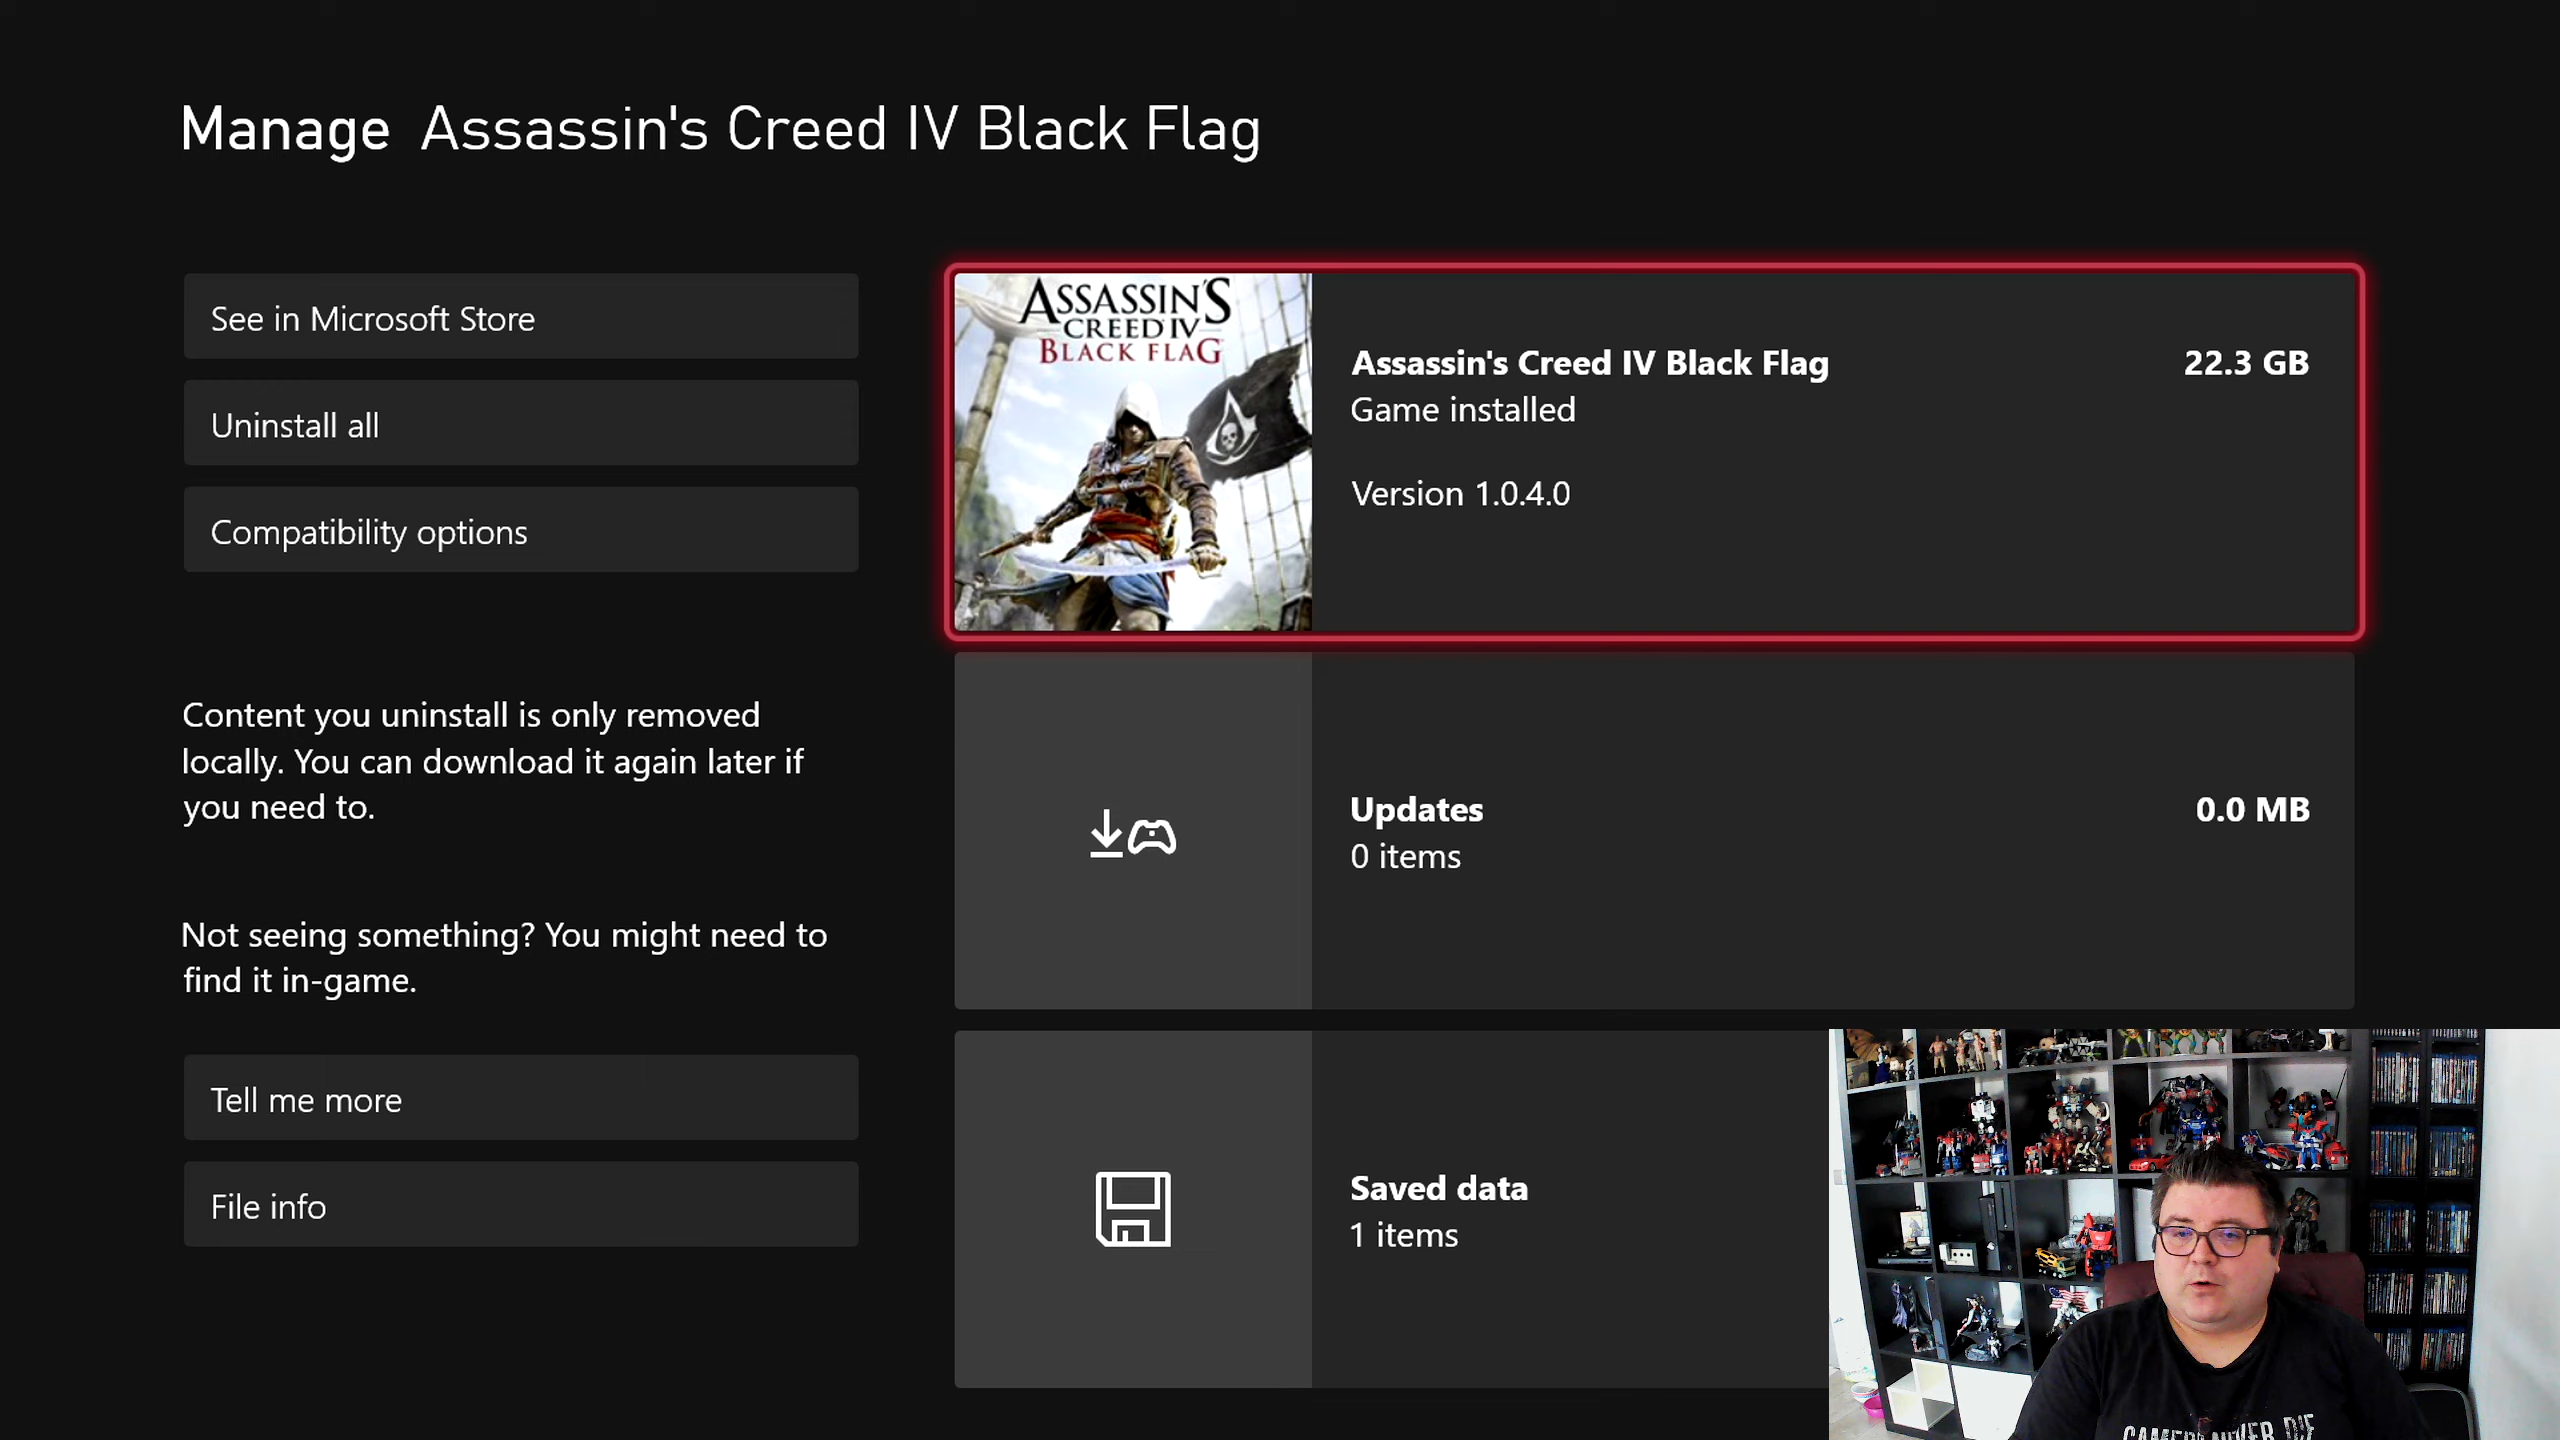 Manage Assassin's Creed IV Black Flag
See in Microsoft Store
Uninstall all
Compatibility options
Content you uninstall is only removed
locally. You can download it again later if
you need to.
Not seeing something? You might need to
find it in-game.
Tell me more
File info
ASSASSIN'S
CREED IV
BLACK FLAG
Assassin's Creed IV Black Flag
22.3 GB
Game installed
Version 1.0.4.0
Updates
0.0 MB
0 items
Saved data
1 items